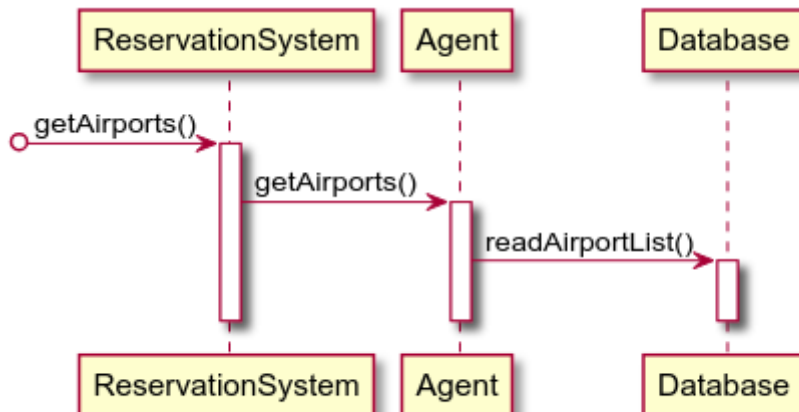 ReservationSystem
Agent
Database
getAirports()
getAirports()
readAirportList()
ReservationSystem
Agent
Database